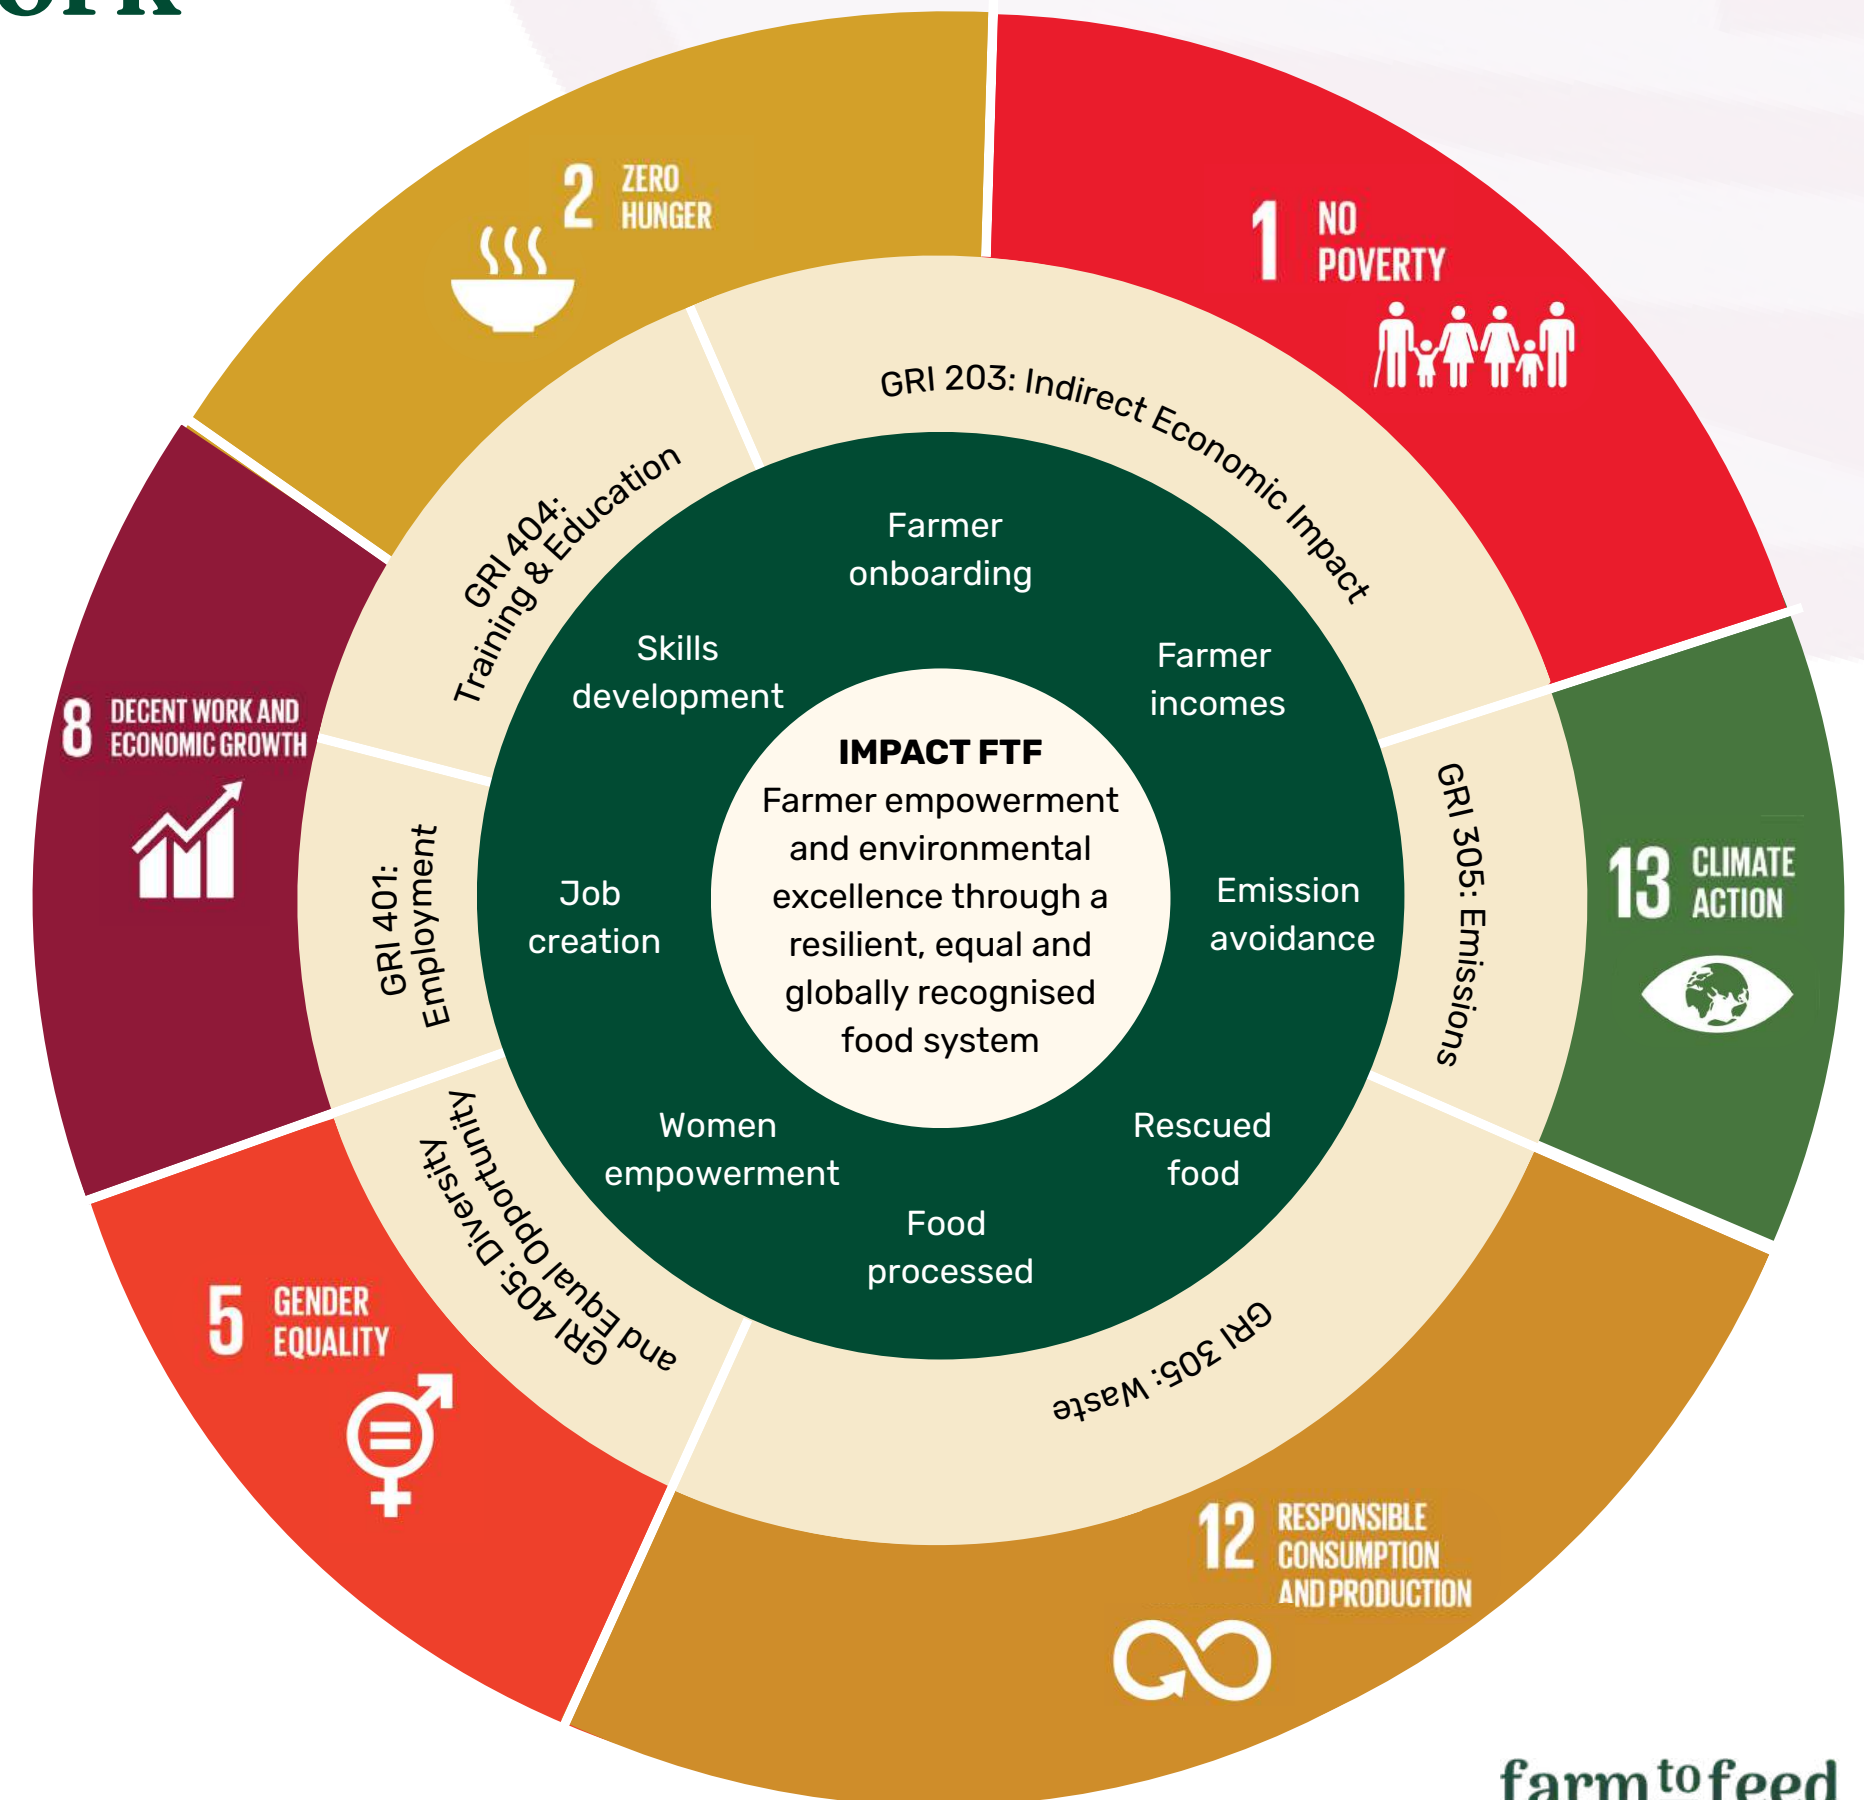 2 ZERO
HUNGER
1 NO
POVERTY
GRI 203: Indirect Economic Impact
GRI 404:
Training & Education
Farmer
onboarding
Skills
development
Farmer
incomes
8 DECENT WORK AND
ECONOMIC GROWTH
IMPACT FTF
Farmer empowerment
and environmental
excellence through a
resilient, equal and
globally recognised
food system
GRI 305: Emissions
13 CLIMATE
ACTION
GRI 401:
Employment
Job
creation
Emission
avoidance
Women
empowerment
Rescued
food
Food
processed
GRI 405: Diversity
and Equal Opportunity
5 GENDER
EQUALITY
GRI 305: Waste
12 RESPONSIBLE
CONSUMPTION
AND PRODUCTION
farm to feed